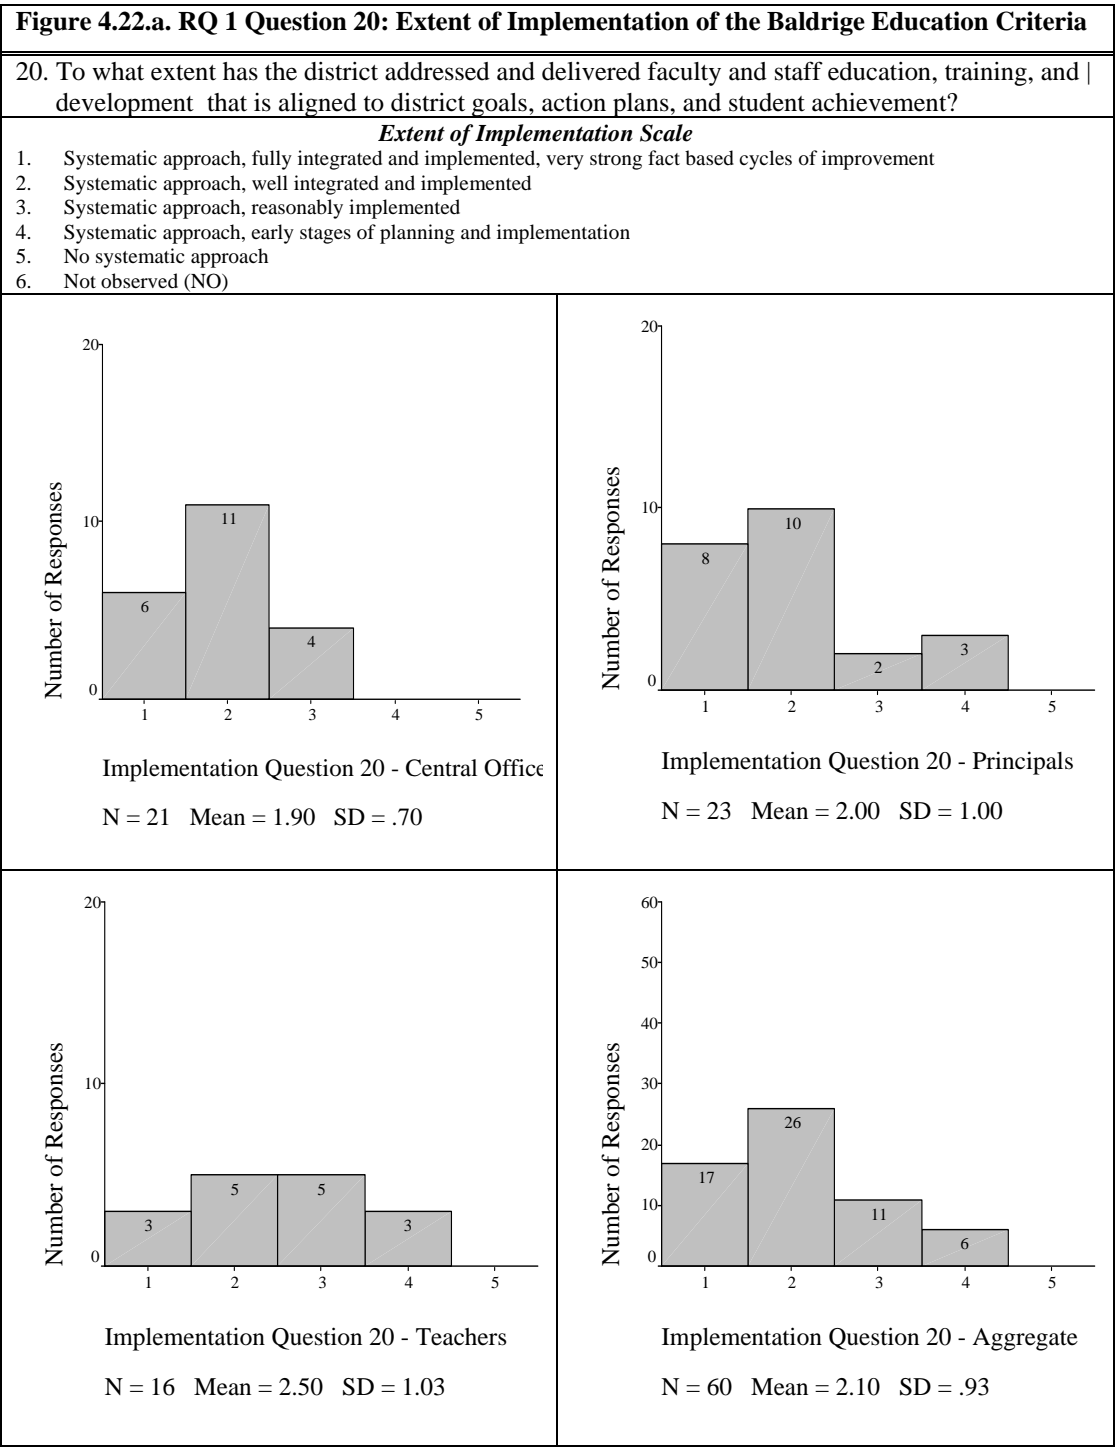 Figure 4.22.a. RQ 1 Question 20: Extent of Implementation of the Baldrige Education Criteria
20. To what extent has the district addressed and delivered faculty and staff education, training, and |
development that is aligned to district goals, action plans, and student achievement?
Extent of Implementation Scale
1. Systematic approach, fully integrated and implemented, very strong fact based cycles of improvement
2. Systematic approach, well integrated and implemented
3. Systematic approach, reasonably implemented
4. Systematic approach, early stages of planning and implementation
5. No systematic approach
6. Not observed (NO)
Number of Responses
20
10
0
6
11
4
1 2 3 4 5
Implementation Question 20 - Central Office
N = 21 Mean = 1.90 SD = .70
Number of Responses
20
10
0
8
10
2
3
1 2 3 4 5
Implementation Question 20 - Principals
N = 23 Mean = 2.00 SD = 1.00
Number of Responses
20
10
0
3
5
5
3
1 2 3 4 5
Implementation Question 20 - Teachers
N = 16 Mean = 2.50 SD = 1.03
Number of Responses
60
50
40
30
20
10
0
17
26
11
6
1 2 3 4 5
Implementation Question 20 - Aggregate
N = 60 Mean = 2.10 SD = .93